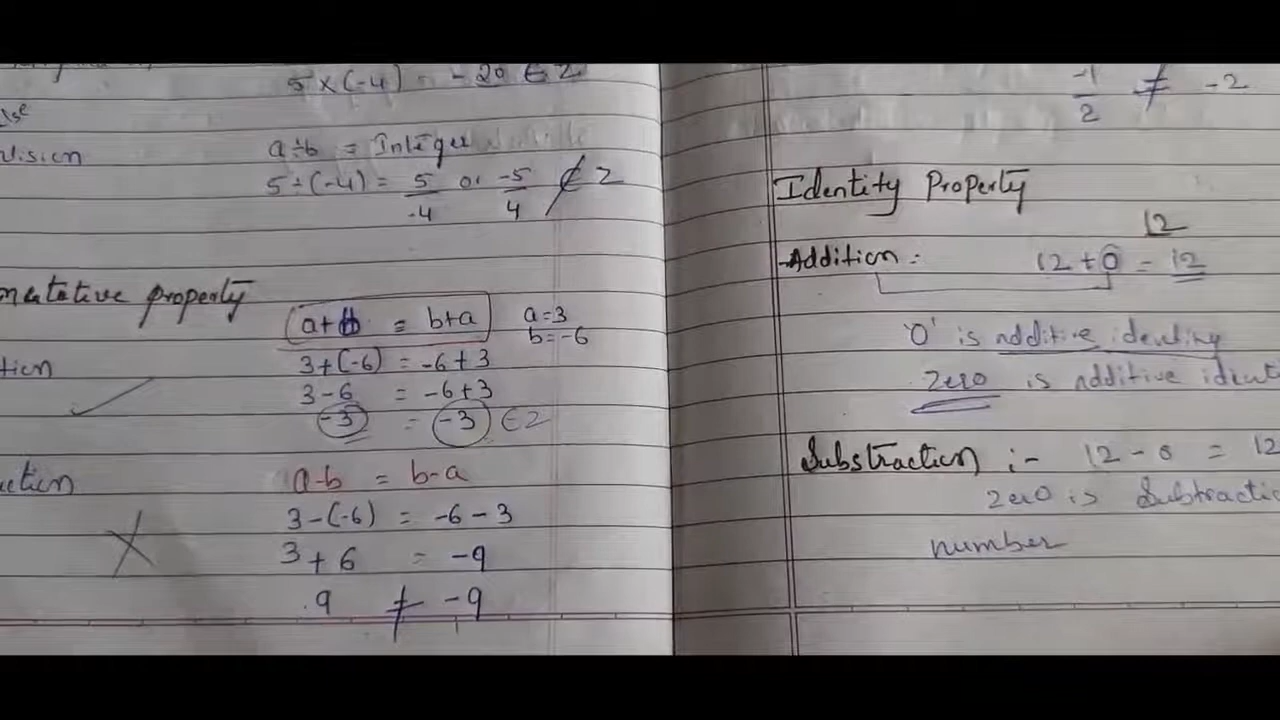 5 × (-4) = -20 ∈ Z
a ÷ b = Integer
5 ÷ (-4) = 5/-4 or -5/4 ∉ Z
mutative property
a + b = b + a a = 3
b = -6
tion 3 + (-6) = -6 + 3
3 - 6 = -6 + 3
-3 = -3 ∈ Z
a - b = b - a
3 - (-6) = -6 - 3
3 + 6 = -9
9 ≠ -9
-1/2 ≠ -2
Identity Property
12
Addition : 12 + 0 = 12
'0' is additive identity
Zero is additive identi
Substraction :- 12 - 0 = 12
zero is Substractio
number